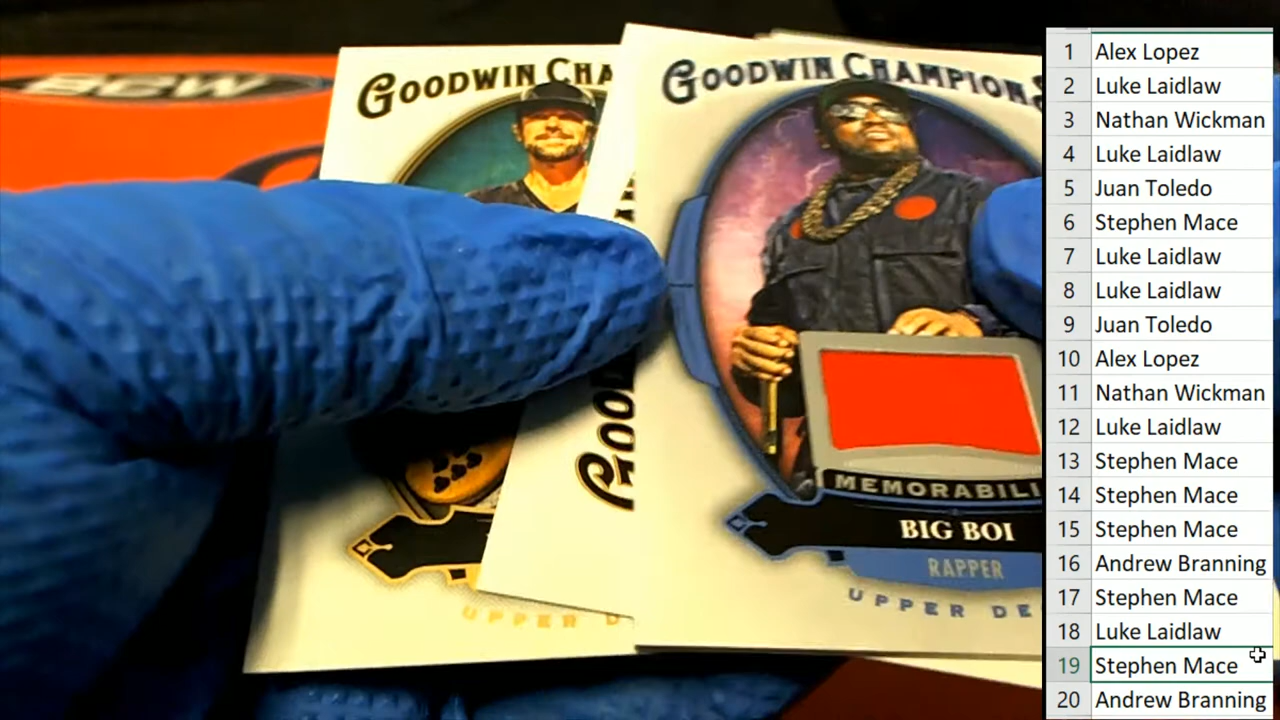 BCW
GOODWIN CHA
GOODWIN CHAMPIONS
MEMORABILI
BIG BOI
RAPPER
UPPER DE
UPPER D
1 Alex Lopez
2 Luke Laidlaw
3 Nathan Wickman
4 Luke Laidlaw
5 Juan Toledo
6 Stephen Mace
7 Luke Laidlaw
8 Luke Laidlaw
9 Juan Toledo
10 Alex Lopez
11 Nathan Wickman
12 Luke Laidlaw
13 Stephen Mace
14 Stephen Mace
15 Stephen Mace
16 Andrew Branning
17 Stephen Mace
18 Luke Laidlaw
19 Stephen Mace
20 Andrew Branning